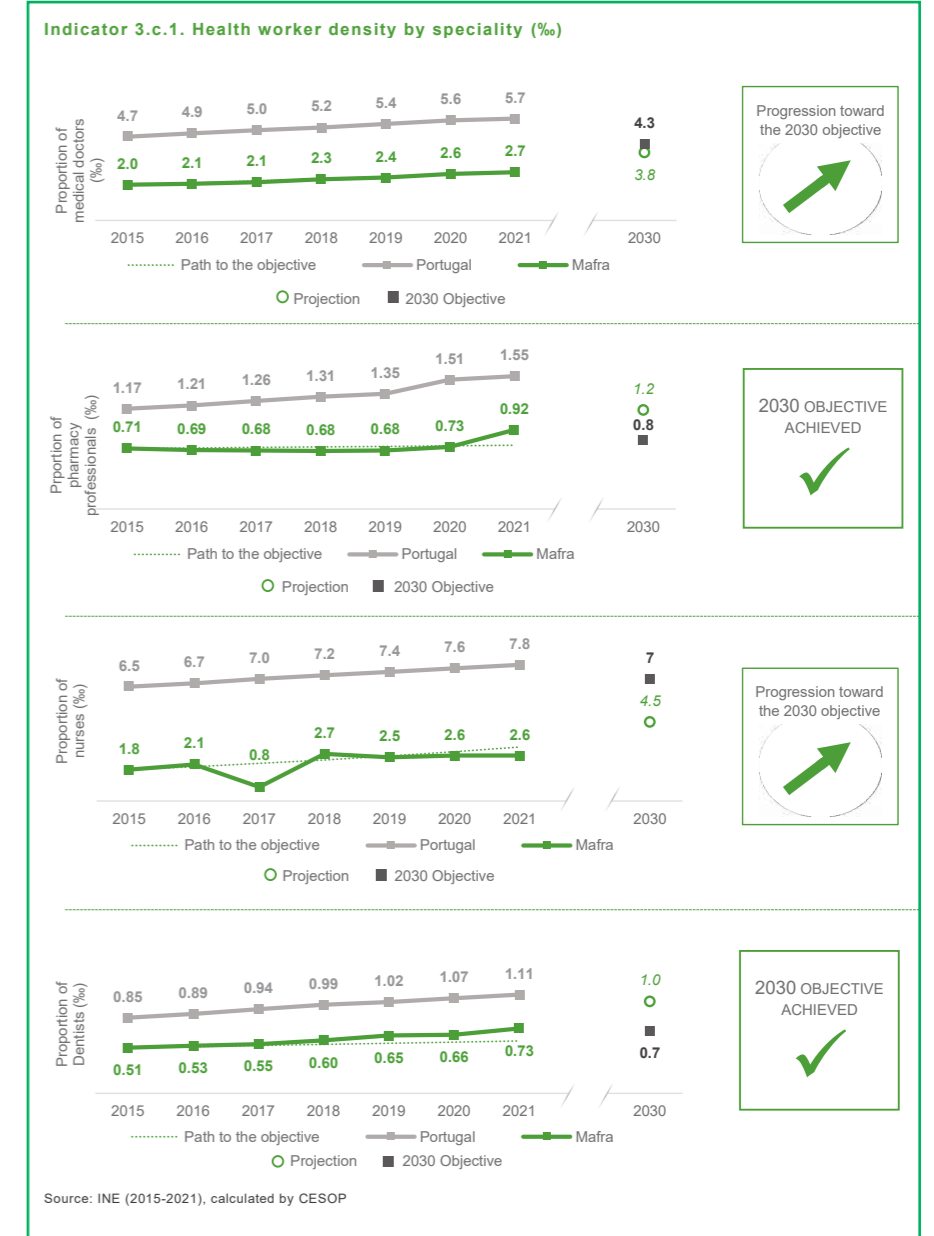 Indicator 3.c.1. Health worker density by speciality (‰)
Proportion of
medical doctors
(‰)
4.7 4.9 5.0 5.2 5.4 5.6 5.7
4.3
2.0 2.1 2.1 2.3 2.4 2.6 2.7
3.8
2015 2016 2017 2018 2019 2020 2021 2030
Path to the objective Portugal Mafra
Projection 2030 Objective
Progression toward
the 2030 objective
Prportion of
pharmacy
professionals (‰)
1.17 1.21 1.26 1.31 1.35 1.51 1.55
1.2
0.71 0.69 0.68 0.68 0.68 0.73 0.92
0.8
2015 2016 2017 2018 2019 2020 2021 2030
Path to the objective Portugal Mafra
Projection 2030 Objective
2030 OBJECTIVE
ACHIEVED
Proportion of
nurses (‰)
6.5 6.7 7.0 7.2 7.4 7.6 7.8
7
4.5
1.8 2.1 0.8 2.7 2.5 2.6 2.6
2015 2016 2017 2018 2019 2020 2021 2030
Path to the objective Portugal Mafra
Projection 2030 Objective
Progression toward
the 2030 objective
Proportion of
Dentists (‰)
0.85 0.89 0.94 0.99 1.02 1.07 1.11
1.0
0.51 0.53 0.55 0.60 0.65 0.66 0.73
0.7
2015 2016 2017 2018 2019 2020 2021 2030
Path to the objective Portugal Mafra
Projection 2030 Objective
2030 OBJECTIVE
ACHIEVED
Source: INE (2015-2021), calculated by CESOP